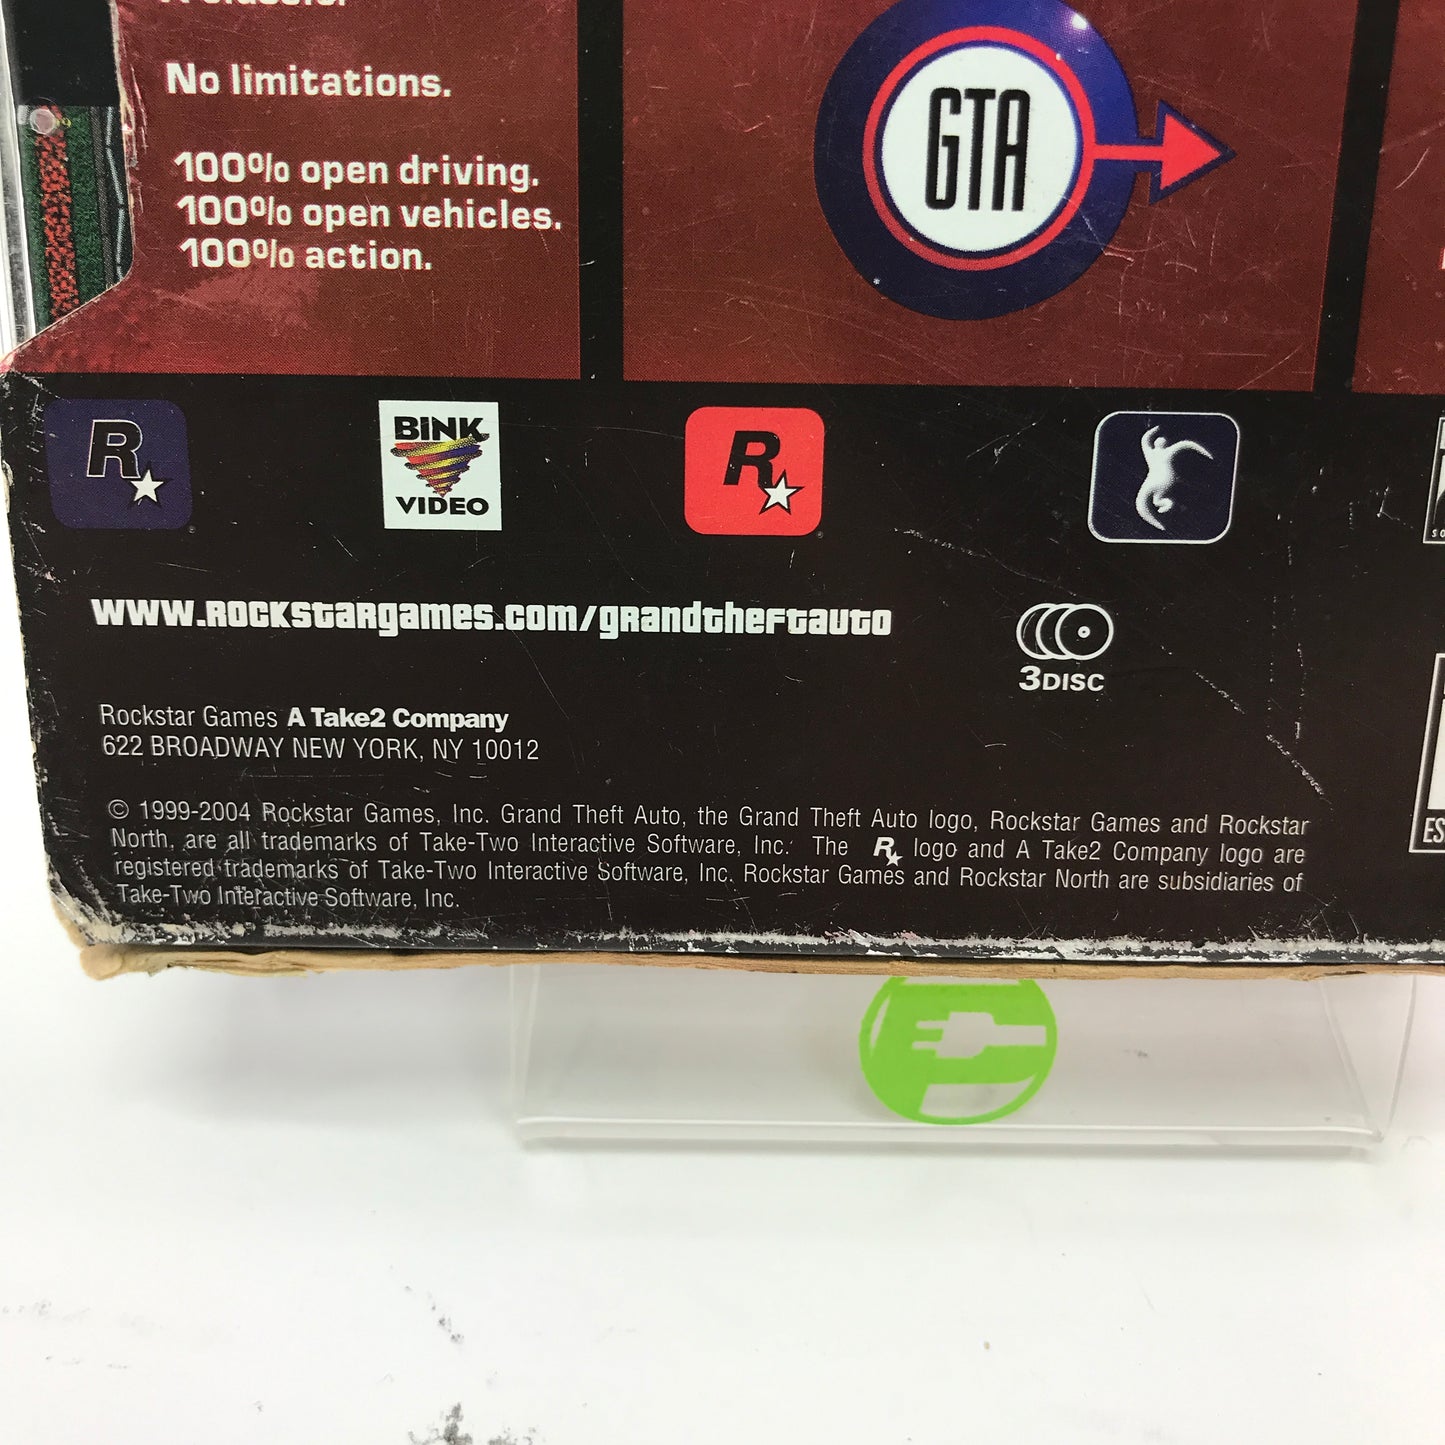 No limitations.
100% open driving.
100% open vehicles.
100% action.
GTA
R
BINK
VIDEO
R
www.rockstargames.com/grandtheftauto
3DISC
Rockstar Games A Take2 Company
622 BROADWAY NEW YORK, NY 10012
© 1999-2004 Rockstar Games, Inc. Grand Theft Auto, the Grand Theft Auto logo, Rockstar Games and Rockstar
North, are all trademarks of Take-Two Interactive Software, Inc. The R logo and A Take2 Company logo are
registered trademarks of Take-Two Interactive Software, Inc. Rockstar Games and Rockstar North are subsidiaries of
Take-Two Interactive Software, Inc.